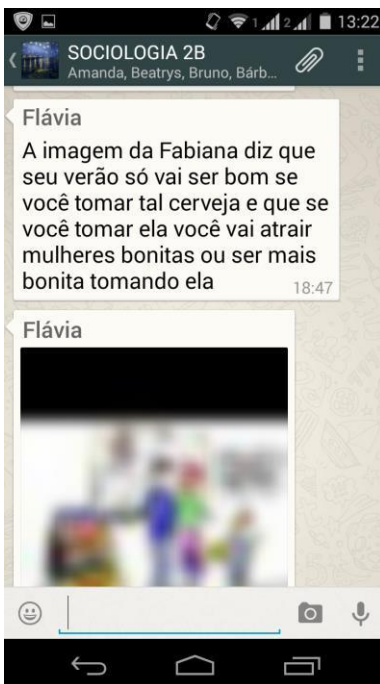 1 2 13:22
SOCIOLOGIA 2B
Amanda, Beatrys, Bruno, Bárb...
Flávia
A imagem da Fabiana diz que
seu verão só vai ser bom se
você tomar tal cerveja e que se
você tomar ela você vai atrair
mulheres bonitas ou ser mais
bonita tomando ela
18:47
Flávia